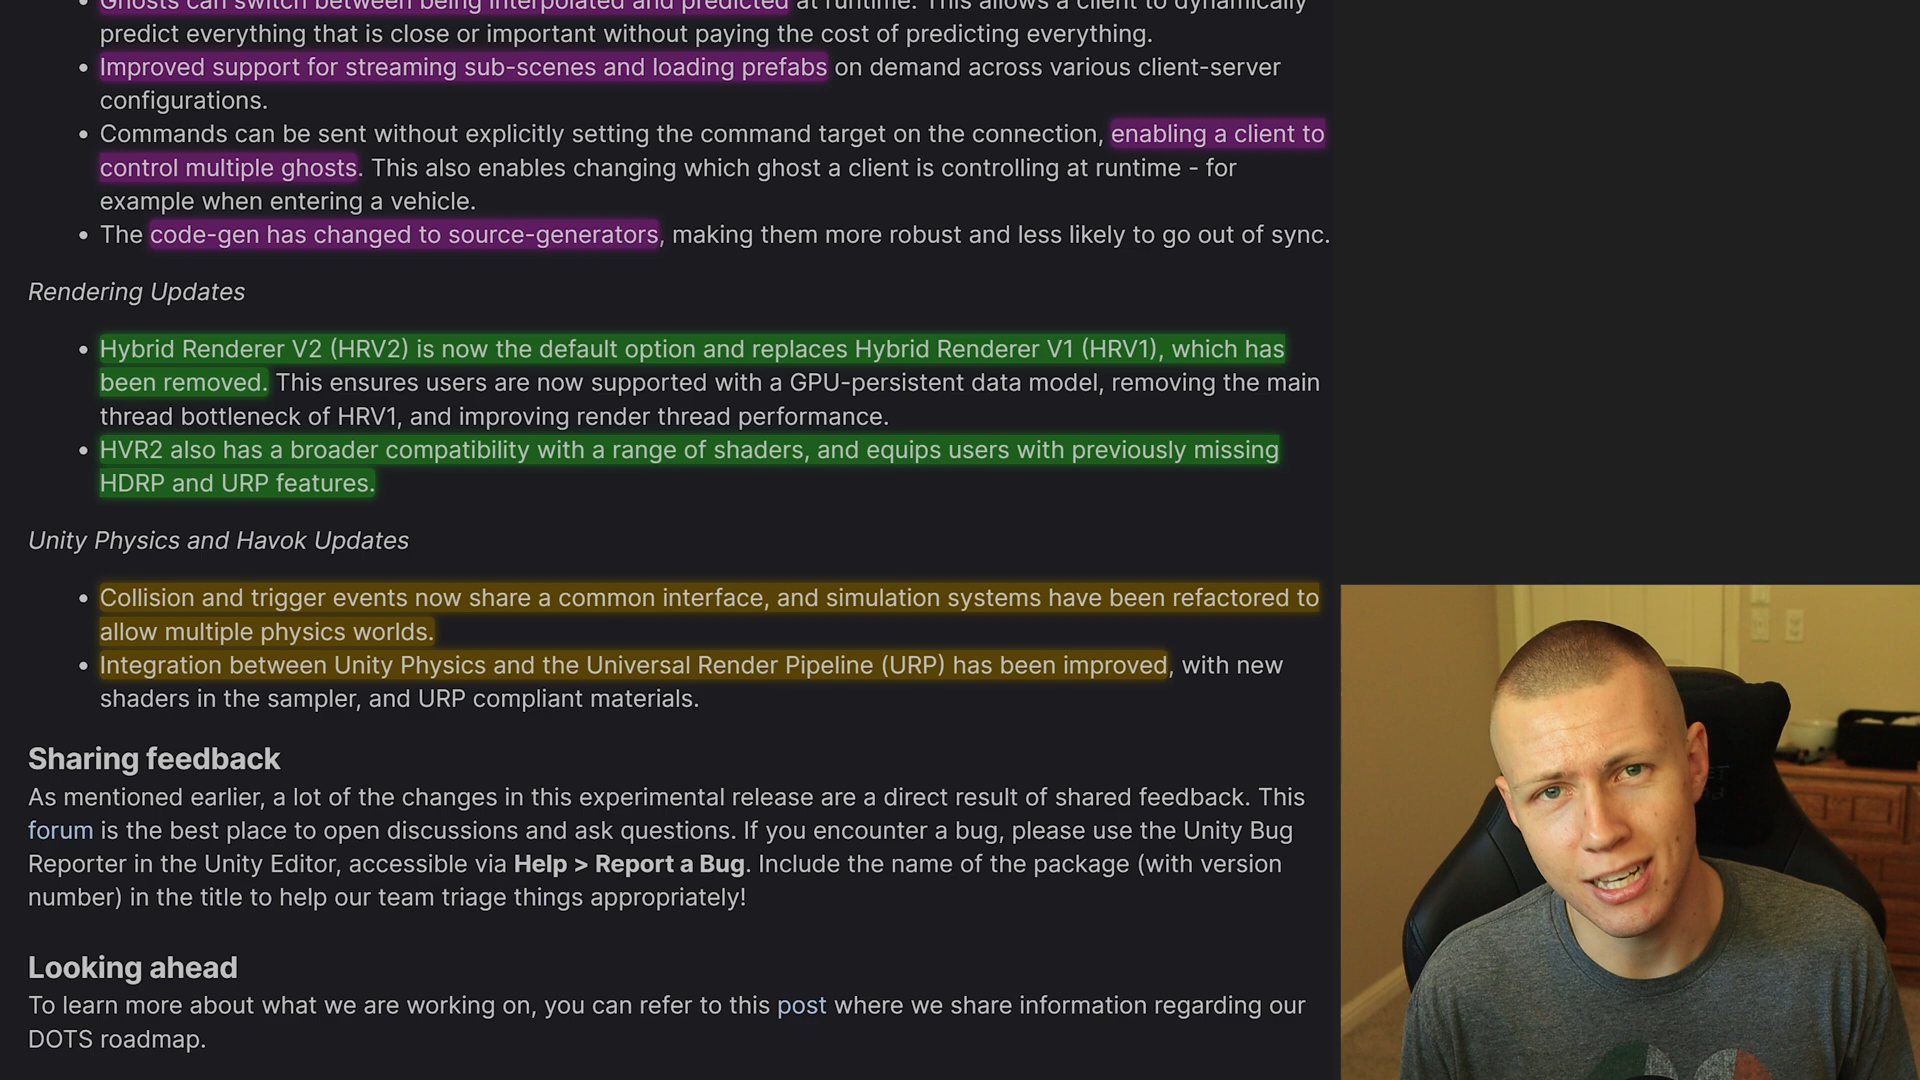 Ghosts can switch between being interpolated and predicted at runtime. This allows a client to dynamically
predict everything that is close or important without paying the cost of predicting everything.
Improved support for streaming sub-scenes and loading prefabs on demand across various client-server
configurations.
Commands can be sent without explicitly setting the command target on the connection, enabling a client to
control multiple ghosts. This also enables changing which ghost a client is controlling at runtime - for
example when entering a vehicle.
The code-gen has changed to source-generators, making them more robust and less likely to go out of sync.
Rendering Updates
Hybrid Renderer V2 (HRV2) is now the default option and replaces Hybrid Renderer V1 (HRV1), which has
been removed. This ensures users are now supported with a GPU-persistent data model, removing the main
thread bottleneck of HRV1, and improving render thread performance.
HVR2 also has a broader compatibility with a range of shaders, and equips users with previously missing
HDRP and URP features.
Unity Physics and Havok Updates
Collision and trigger events now share a common interface, and simulation systems have been refactored to
allow multiple physics worlds.
Integration between Unity Physics and the Universal Render Pipeline (URP) has been improved, with new
shaders in the sampler, and URP compliant materials.
Sharing feedback
As mentioned earlier, a lot of the changes in this experimental release are a direct result of shared feedback. This
forum is the best place to open discussions and ask questions. If you encounter a bug, please use the Unity Bug
Reporter in the Unity Editor, accessible via Help > Report a Bug. Include the name of the package (with version
number) in the title to help our team triage things appropriately!
Looking ahead
To learn more about what we are working on, you can refer to this post where we share information regarding our
DOTS roadmap.